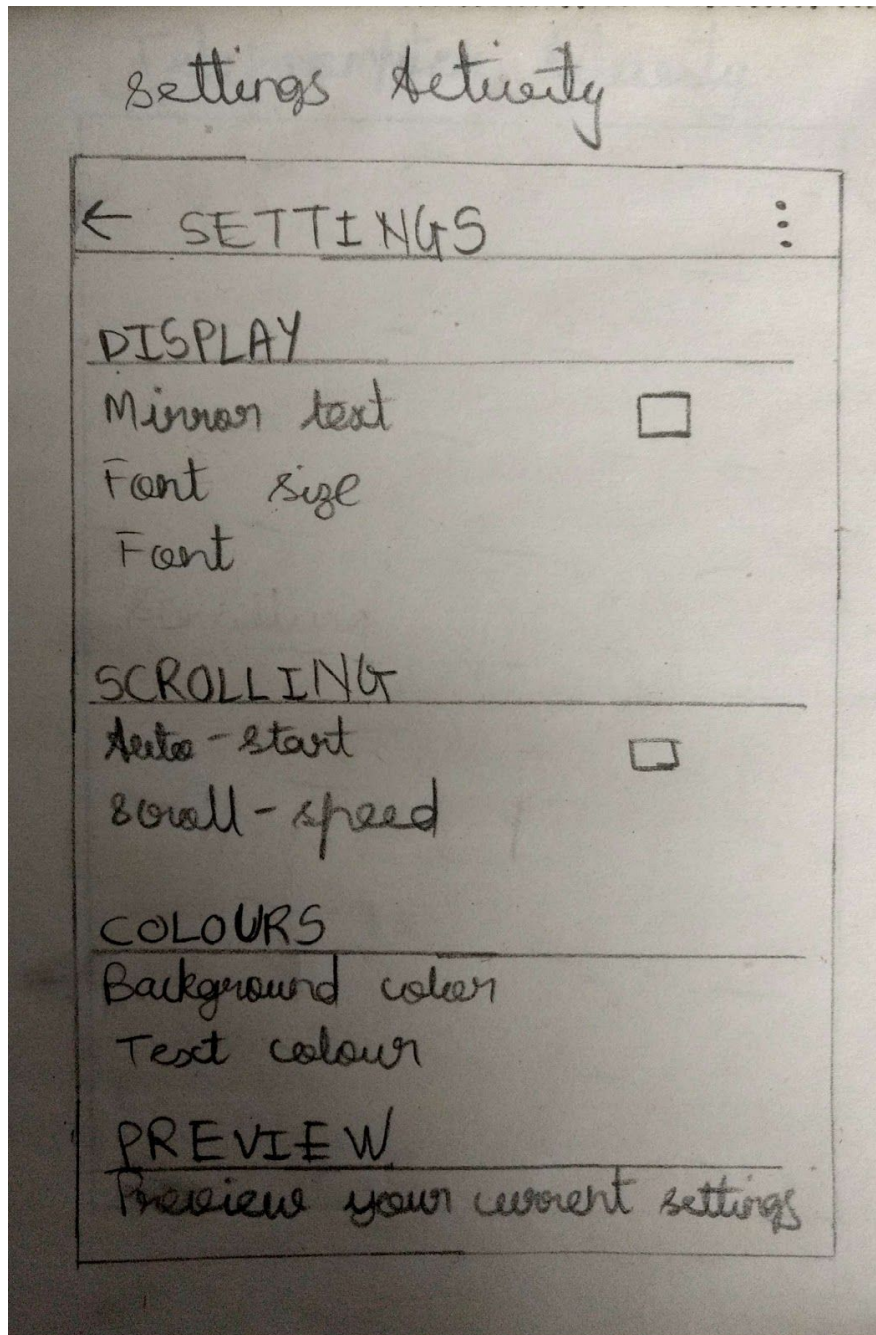 Settings Activity
← SETTINGS
DISPLAY
Mirror text
Font size
Font
SCROLLING
Auto-start
Scroll-speed
COLOURS
Background color
Text colour
PREVIEW
Preview your current settings